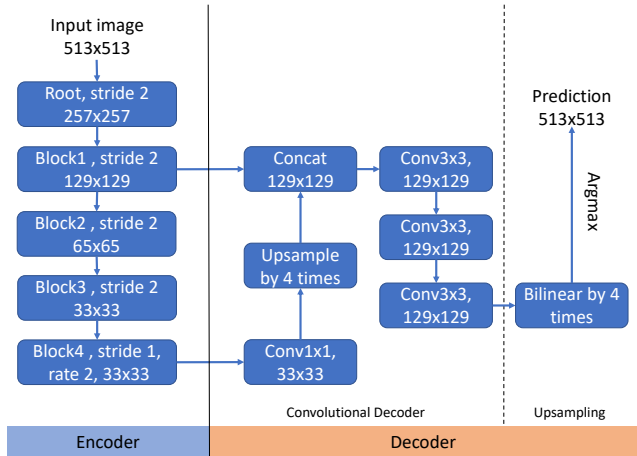 Input image
513x513
Root, stride 2
257x257
Block1 , stride 2
129x129
Block2 , stride 2
65x65
Block3 , stride 2
33x33
Block4 , stride 1,
rate 2, 33x33
Concat
129x129
Upsample
by 4 times
Conv1x1,
33x33
Conv3x3,
129x129
Conv3x3,
129x129
Conv3x3,
129x129
Prediction
513x513
Argmax
Bilinear by 4
times
Convolutional Decoder
Upsampling
Encoder
Decoder